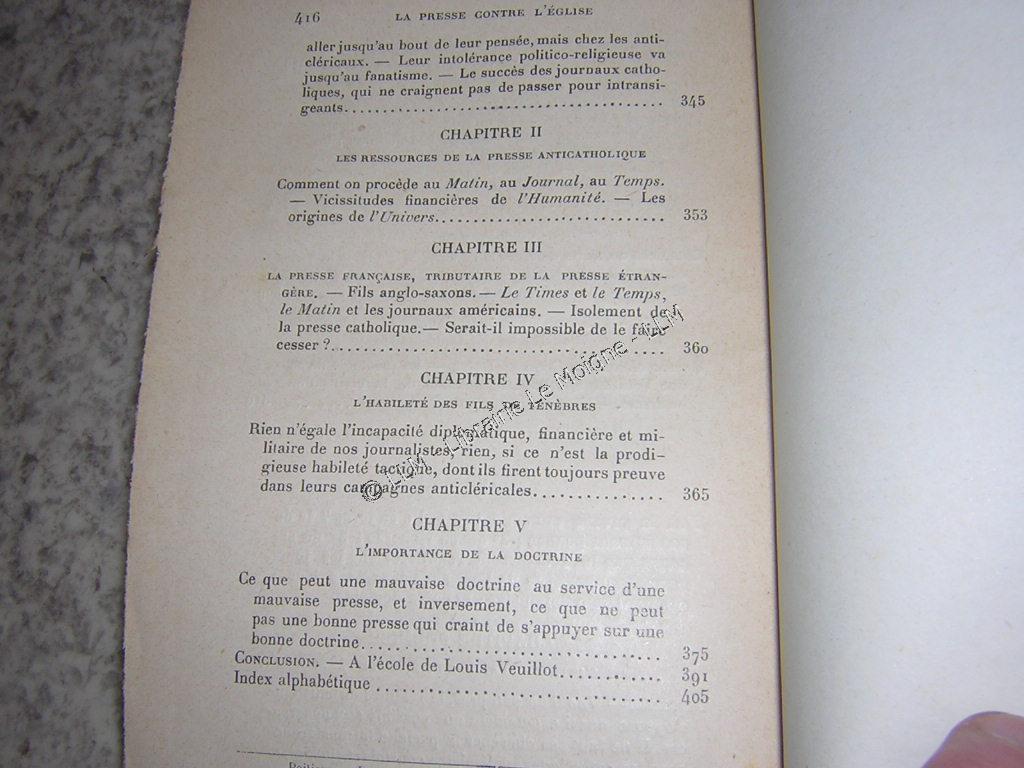 416 LA PRESSE CONTRE L'ÉGLISE
aller jusqu'au bout de leur pensée, mais chez les anti-
cléricaux. — Leur intolérance politico-religieuse va
jusqu'au fanatisme. — Le succès des journaux catho-
liques, qui ne craignent pas de passer pour intransi-
geants........................................ 345
CHAPITRE II
LES RESSOURCES DE LA PRESSE ANTICATHOLIQUE
Comment on procède au Matin, au Journal, au Temps.
— Vicissitudes financières de l'Humanité. — Les
origines de l'Univers............................ 353
CHAPITRE III
LA PRESSE FRANÇAISE, TRIBUTAIRE DE LA PRESSE ÉTRAN-
GÈRE. — Fils anglo-saxons. — Le Times et le Temps,
le Matin et les journaux américains. — Isolement de
la presse catholique. — Serait-il impossible de le faire
cesser ?........................................ 360
CHAPITRE IV
L'HABILETÉ DES FILS DE TÉNÈBRES
Rien n'égale l'incapacité diplomatique, financière et mi-
litaire de nos journalistes, rien, si ce n'est la prodi-
gieuse habileté tactique, dont ils firent toujours preuve
dans leurs campagnes anticléricales............... 365
CHAPITRE V
L'IMPORTANCE DE LA DOCTRINE
Ce que peut une mauvaise doctrine au service d'une
mauvaise presse, et inversement, ce que ne peut
pas une bonne presse qui craint de s'appuyer sur une
bonne doctrine................................... 375
CONCLUSION. — A l'école de Louis Veuillot............ 391
Index alphabétique................................ 405
© LLM - Librairie Le Moigne - LLM